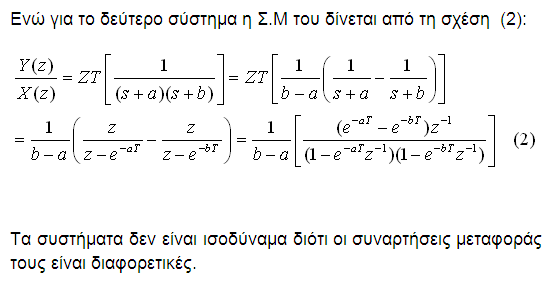 Ενώ για το δεύτερο σύστημα η Σ.Μ του δίνεται από τη σχέση (2):
\frac{Y(z)}{X(z)} = ZT\left[\frac{1}{(s+a)(s+b)}\right] = ZT\left[\frac{1}{b-a}\left(\frac{1}{s+a} - \frac{1}{s+b}\right)\right]
= \frac{1}{b-a}\left(\frac{z}{z-e^{-aT}} - \frac{z}{z-e^{-bT}}\right) = \frac{1}{b-a}\left[\frac{(e^{-aT} - e^{-bT})z^{-1}}{(1-e^{-aT}z^{-1})(1-e^{-bT}z^{-1})}\right] (2)
Τα συστήματα δεν είναι ισοδύναμα διότι οι συναρτήσεις μεταφοράς
τους είναι διαφορετικές.